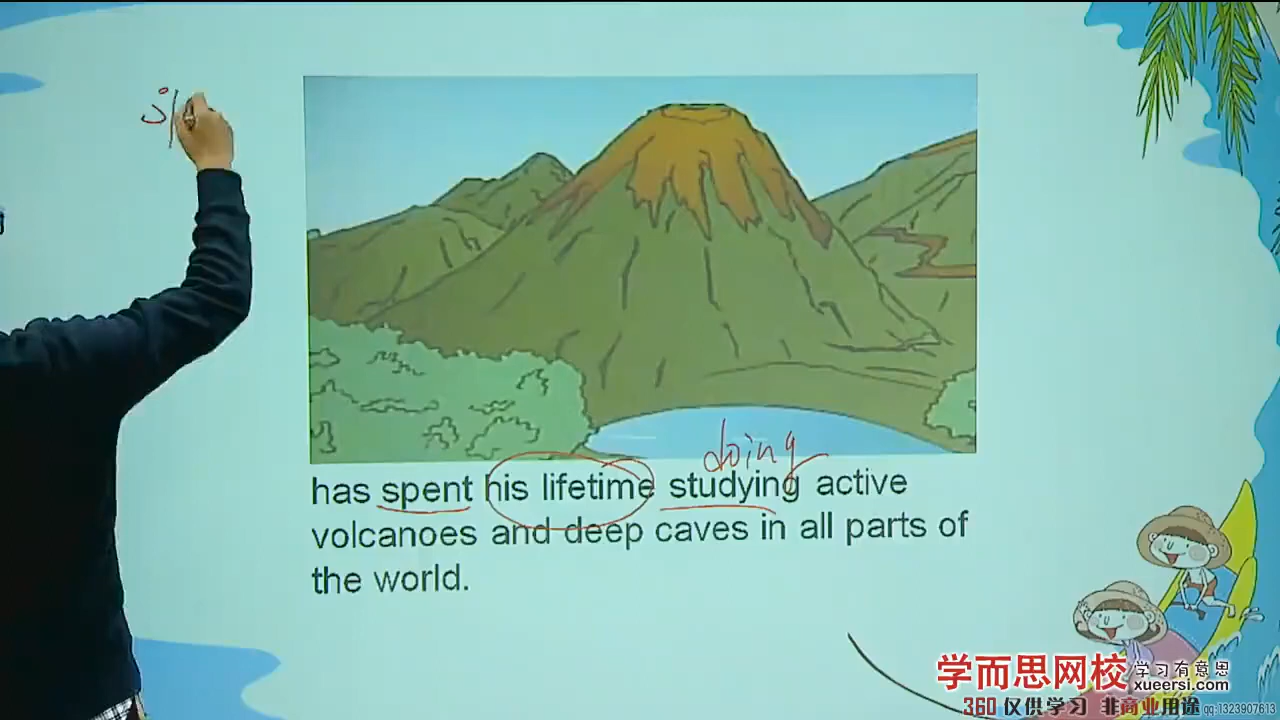 doing
has spent his lifetime studying active
volcanoes and deep caves in all parts of
the world.
学而思网校 学习有意思
xueersi.com
360 仅供学习 非商业用途 qq:1323907613